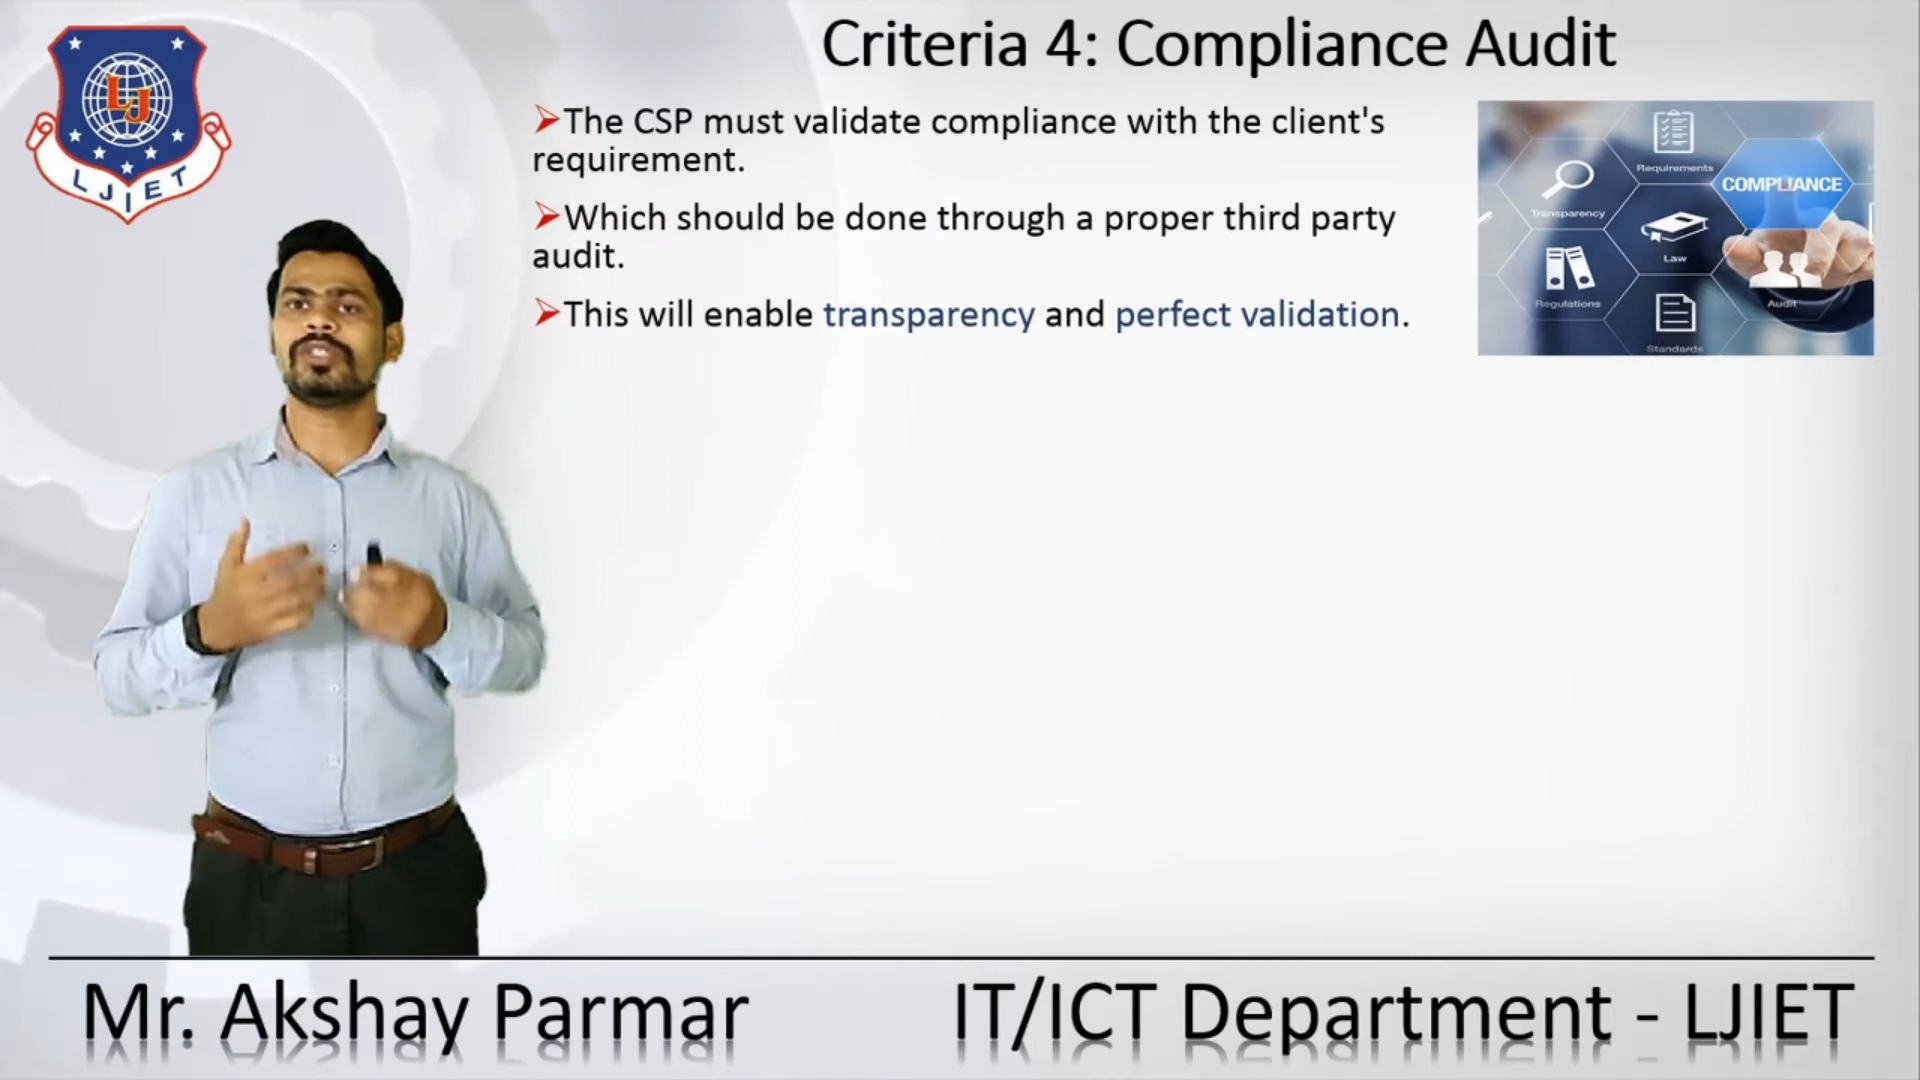 LJ
LJIET
Criteria 4: Compliance Audit
➢The CSP must validate compliance with the client's
requirement.
➢Which should be done through a proper third party
audit.
➢This will enable transparency and perfect validation.
Requirements
COMPLIANCE
Transparency
Law
Regulations
Audit
Standards
Mr. Akshay Parmar
IT/ICT Department - LJIET